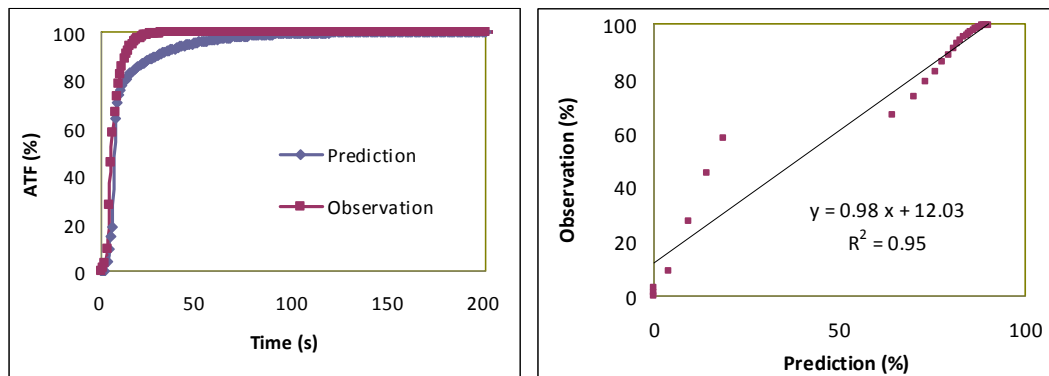 100
80
60
40
20
0
ATF (%)
Prediction
Observation
0 50 100 150 200
Time (s)
100
80
60
40
20
0
Observation (%)
y = 0.98 x + 12.03
R² = 0.95
0 50 100
Prediction (%)